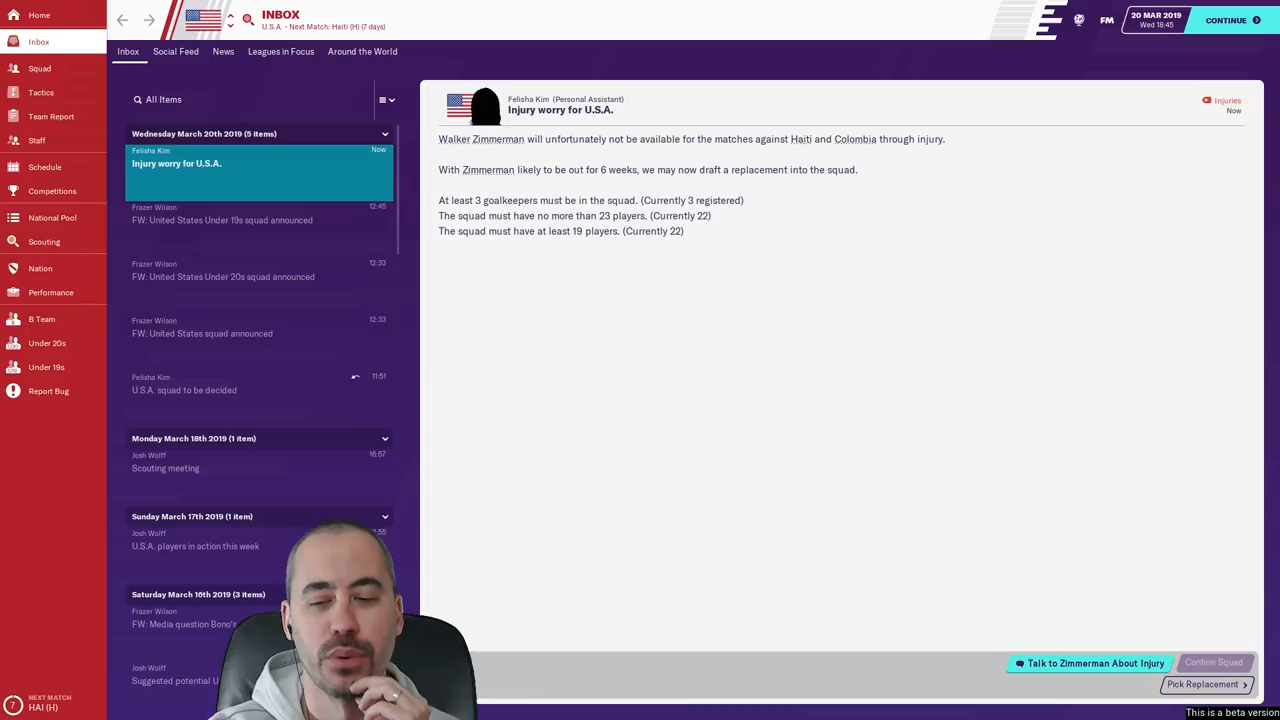 Home
Inbox
Squad
Tactics
Team Report
Staff
Schedule
Competitions
National Pool
Scouting
Nation
Performance
B Team
Under 20s
Under 19s
Report Bug
7
NEXT MATCH
HAI (H)
INBOX
U.S.A. - Next Match: Haiti (H) (7 days)
FM
20 MAR 2019
Wed 18:45
CONTINUE
Inbox
Social Feed
News
Leagues in Focus
Around the World
All Items
Wednesday March 20th 2019 (5 items)
Felisha Kim
Now
Injury worry for U.S.A.
Frazer Wilson
12:45
FW: United States Under 19s squad announced
Frazer Wilson
12:33
FW: United States Under 20s squad announced
Frazer Wilson
12:33
FW: United States squad announced
Felisha Kim
11:51
U.S.A. squad to be decided
Monday March 18th 2019 (1 item)
Josh Wolff
16:57
Scouting meeting
Sunday March 17th 2019 (1 item)
Josh Wolff
U.S.A. players in action this week
Saturday March 16th 2019 (3 items)
Frazer Wilson
FW: Media question Bono's
Josh Wolff
Suggested potential U
Felisha Kim (Personal Assistant)
Injury worry for U.S.A.
Injuries
Now
Walker Zimmerman will unfortunately not be available for the matches against Haiti and Colombia through injury.
With Zimmerman likely to be out for 6 weeks, we may now draft a replacement into the squad.
At least 3 goalkeepers must be in the squad. (Currently 3 registered)
The squad must have no more than 23 players. (Currently 22)
The squad must have at least 19 players. (Currently 22)
Talk to Zimmerman About Injury
Confirm Squad
Pick Replacement
This is a beta version